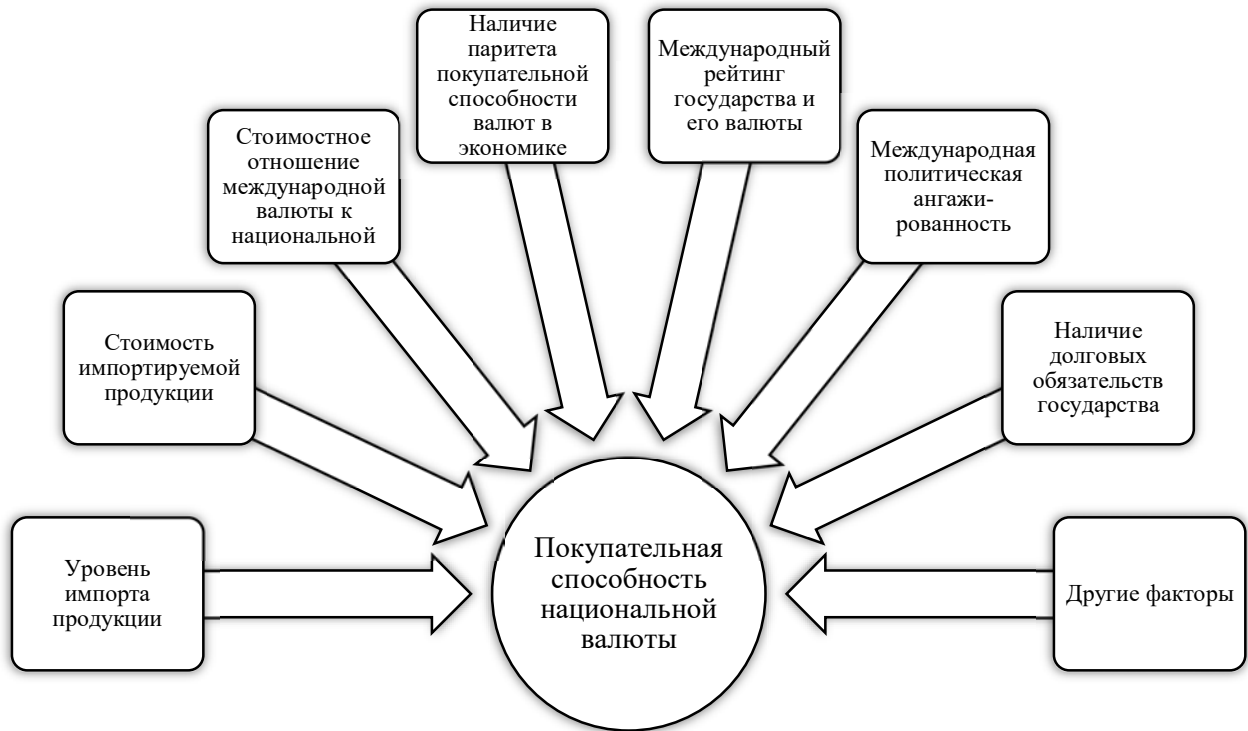 Наличие
паритета
покупательной
способности
валют в
экономике
Международный
рейтинг
государства и
его валюты
Стоимостное
отношение
международной
валюты к
национальной
Международная
политическая
ангажи-
рованность
Стоимость
импортируемой
продукции
Наличие
долговых
обязательств
государства
Уровень
импорта
продукции
Покупательная
способность
национальной
валюты
Другие факторы